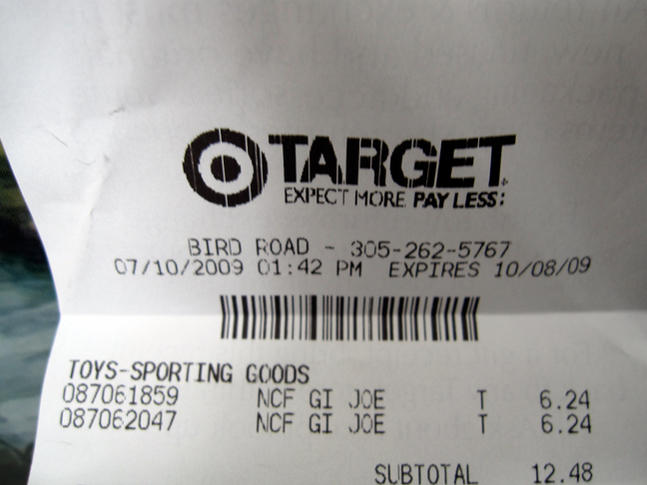 TARGET
EXPECT MORE PAY LESS:
BIRD ROAD - 305-262-5767
07/10/2009 01:42 PM EXPIRES 10/08/09
TOYS-SPORTING GOODS
087061859 NCF GI JOE T 6.24
087062047 NCF GI JOE T 6.24
SUBTOTAL 12.48